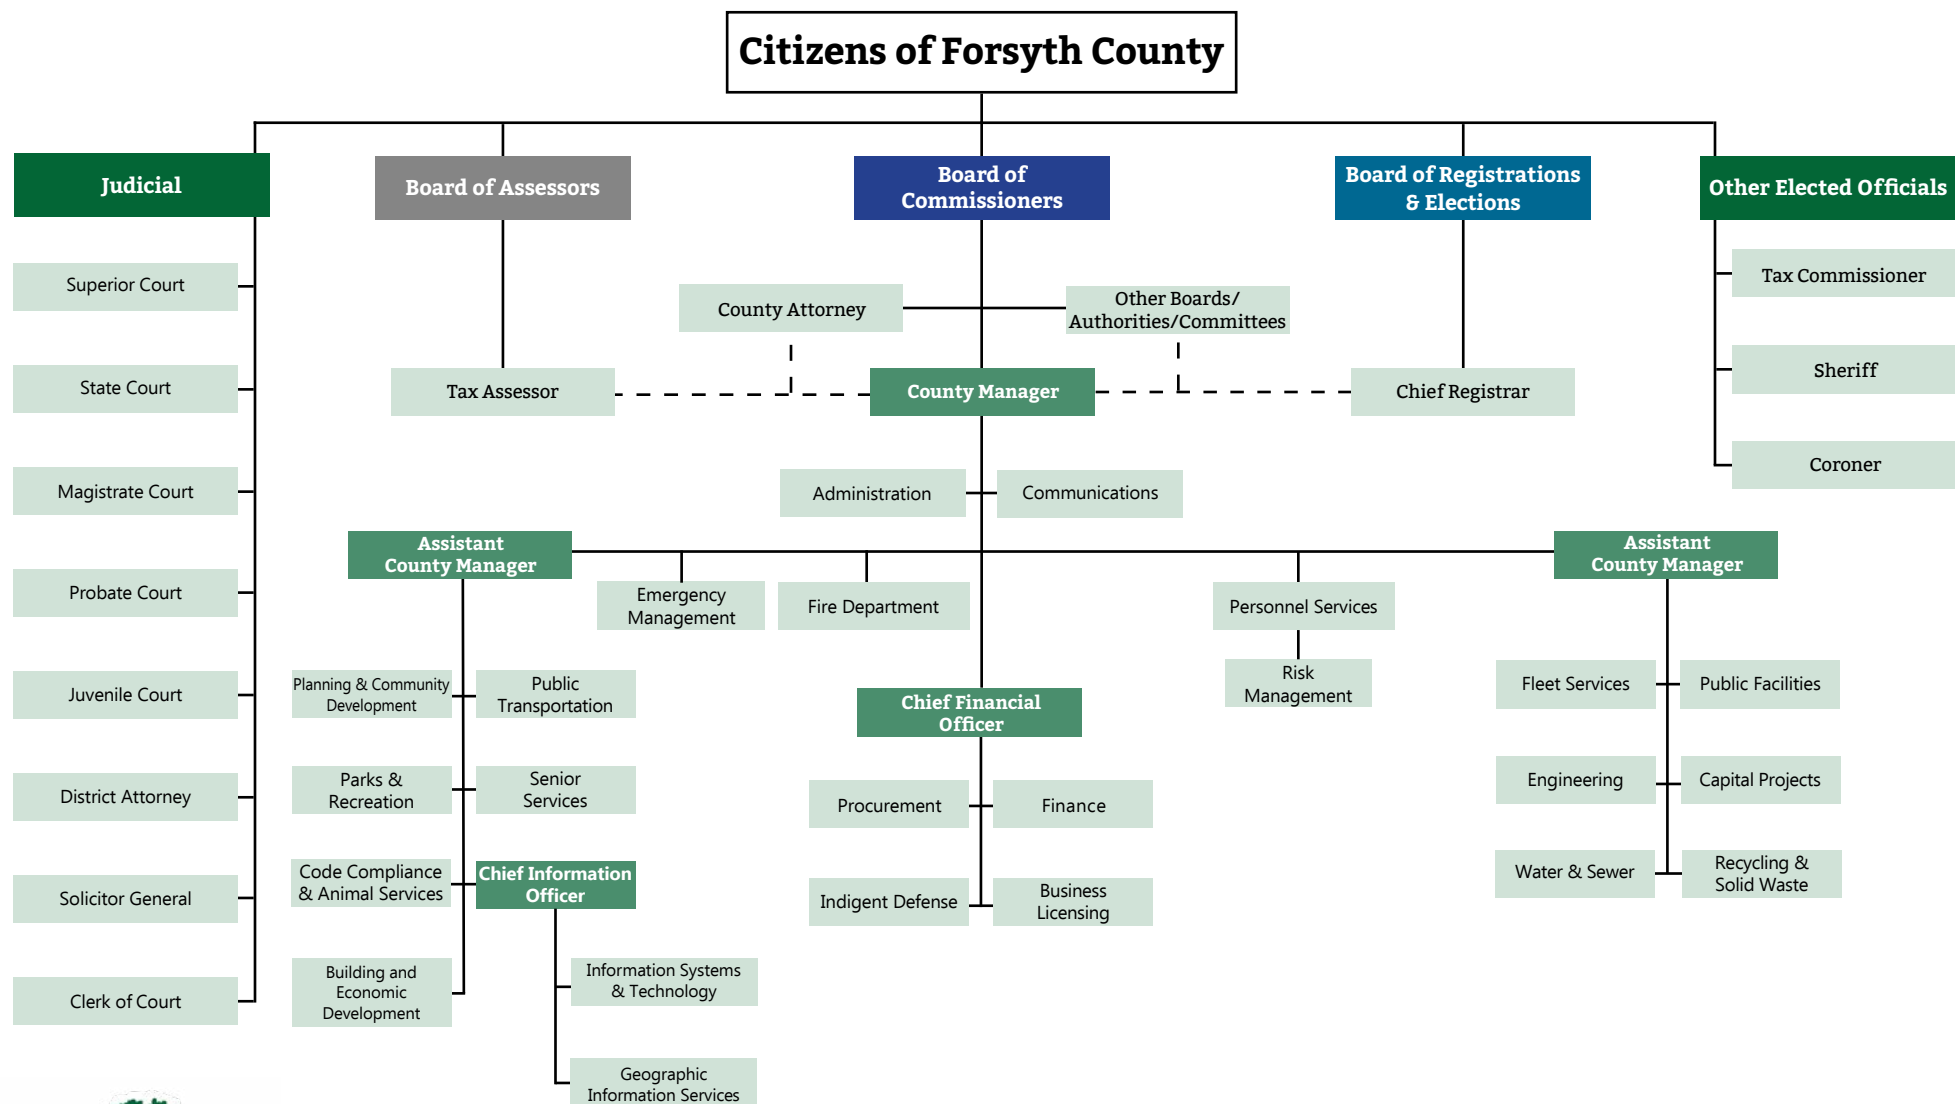 Citizens of Forsyth County
Judicial
Board of Assessors
Board of
Commissioners
Board of Registrations
& Elections
Other Elected Officials
Superior Court
State Court
Magistrate Court
Probate Court
Juvenile Court
District Attorney
Solicitor General
Clerk of Court
Tax Assessor
County Attorney
Other Boards/
Authorities/Committees
County Manager
Chief Registrar
Tax Commissioner
Sheriff
Coroner
Administration
Communications
Assistant
County Manager
Emergency
Management
Fire Department
Personnel Services
Risk
Management
Assistant
County Manager
Planning & Community
Development
Public
Transportation
Parks &
Recreation
Senior
Services
Code Compliance
& Animal Services
Chief Information
Officer
Building and
Economic
Development
Information Systems
& Technology
Geographic
Information Services
Chief Financial
Officer
Procurement
Finance
Indigent Defense
Business
Licensing
Fleet Services
Public Facilities
Engineering
Capital Projects
Water & Sewer
Recycling &
Solid Waste